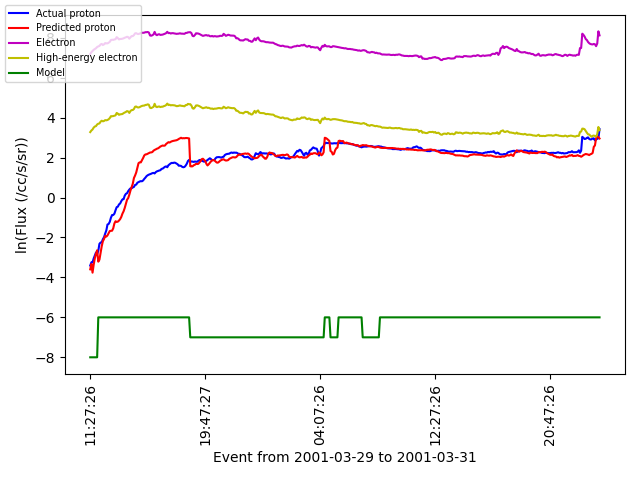 Actual proton
Predicted proton
Electron
High-energy electron
Model
ln(Flux (/cc/s/sr))
8
6
4
2
0
−2
−4
−6
−8
11:27:26
19:47:27
04:07:26
12:27:26
20:47:26
Event from 2001-03-29 to 2001-03-31